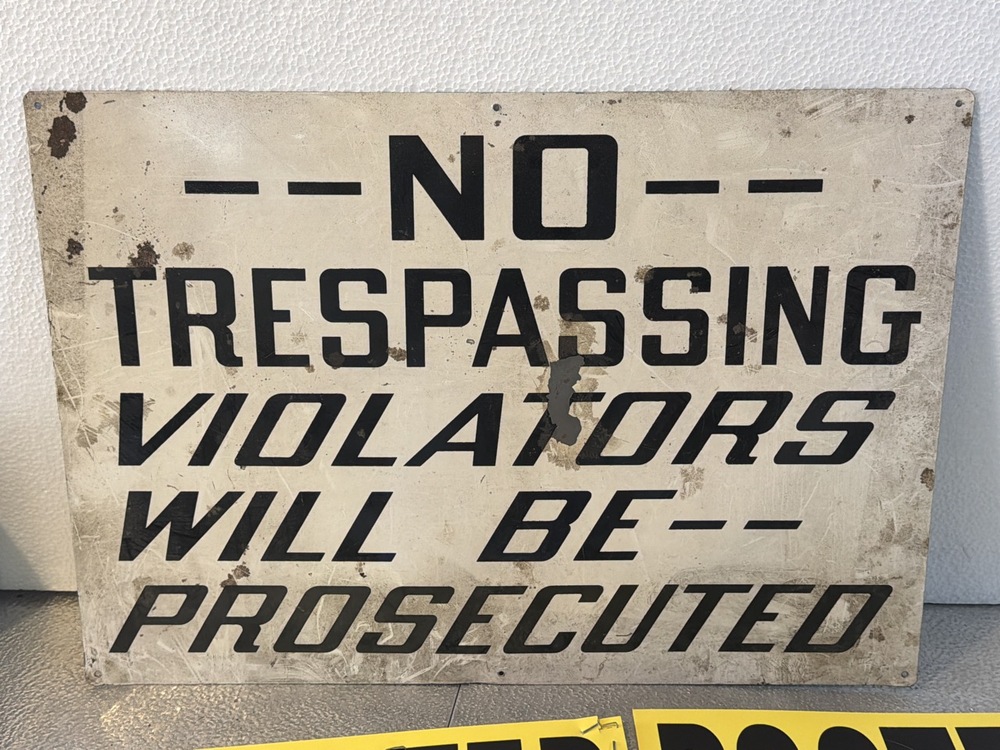 -- NO --
TRESPASSING
VIOLATORS
WILL BE--
PROSECUTED